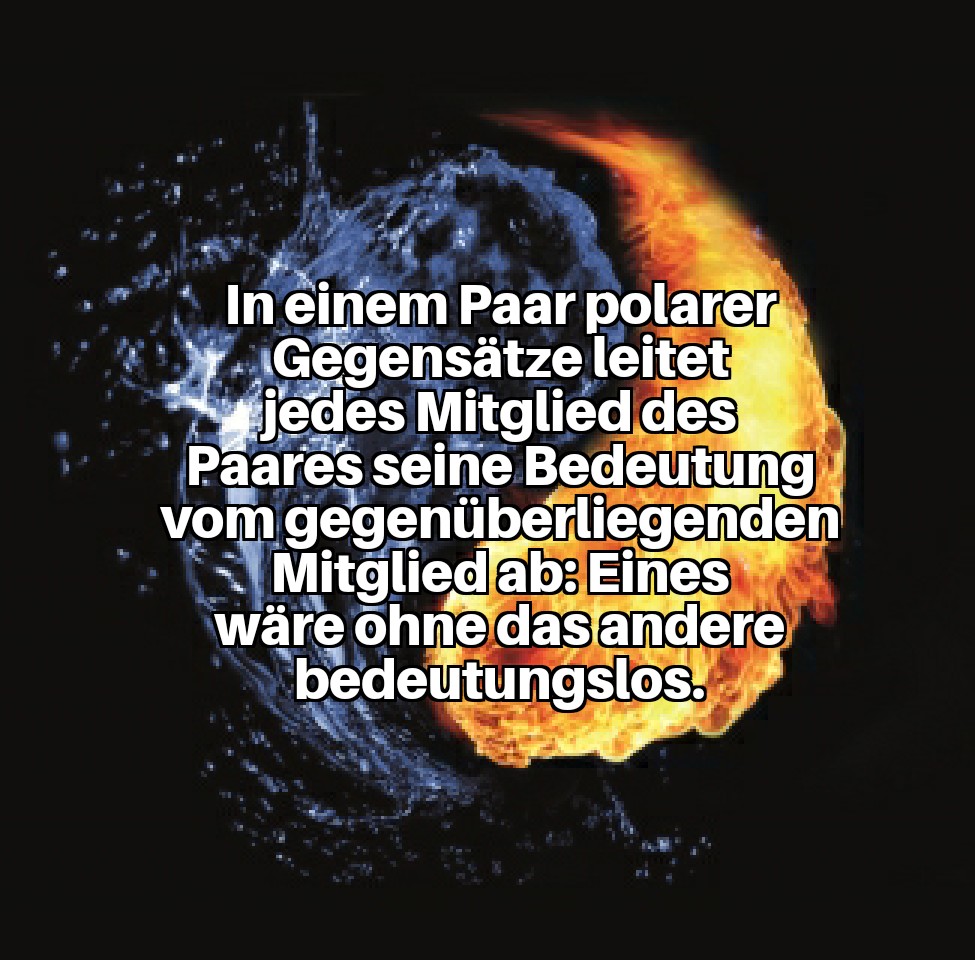 In einem Paar polarer
Gegensätze leitet
jedes Mitglied des
Paares seine Bedeutung
vom gegenüberliegenden
Mitglied ab: Eines
wäre ohne das andere
bedeutungslos.